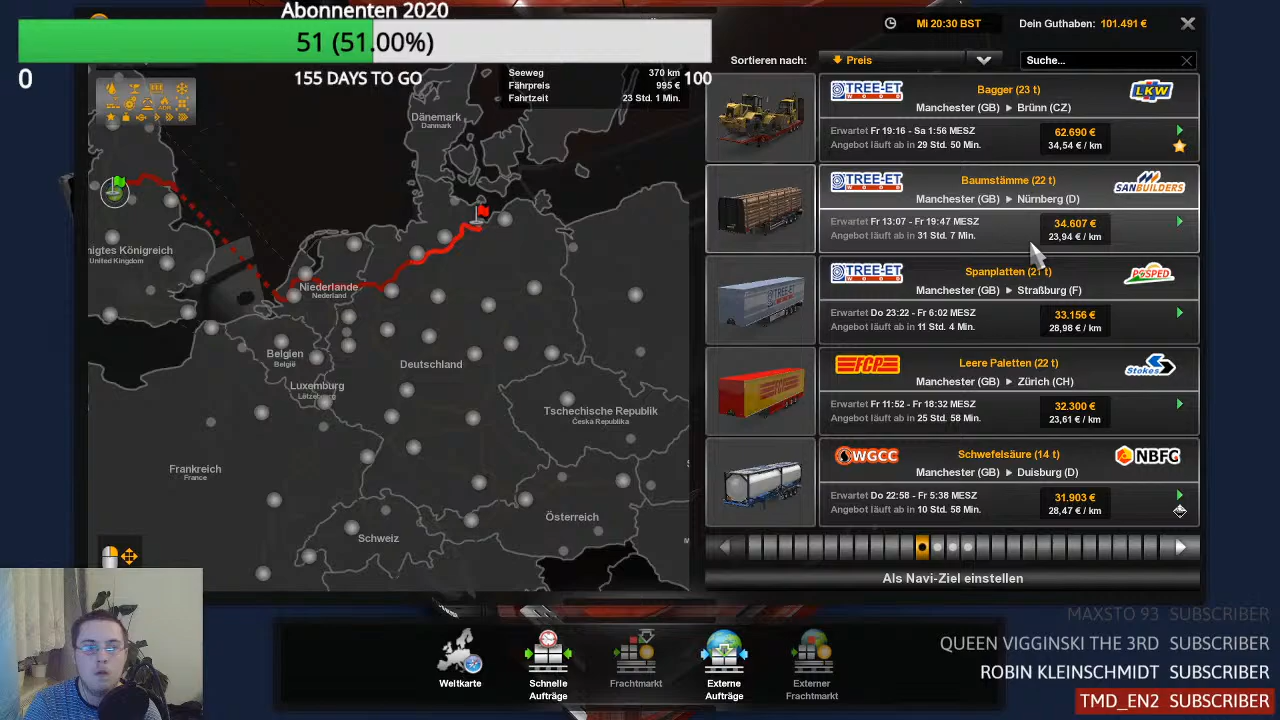 Abonnenten 2020
51 (51.00%)
0
155 DAYS TO GO
100
Seeweg 370 km
Fährpreis 995 €
Fahrtzeit 23 Std. 1 Min.
Mi 20:30 BST
Dein Guthaben: 101.491 €
Sortieren nach: Preis
Suche...
TREE-ET
Bagger (23 t)
LKW
Manchester (GB) Brünn (CZ)
Erwartet Fr 19:16 - Sa 1:56 MESZ
Angebot läuft ab in 29 Std. 50 Min.
62.690 €
34,54 € / km
TREE-ET
Baumstämme (22 t)
SANBUILDERS
Manchester (GB) Nürnberg (D)
Erwartet Fr 13:07 - Fr 19:47 MESZ
Angebot läuft ab in 31 Std. 7 Min.
34.607 €
23,94 € / km
TREE-ET
Spanplatten (21 t)
POSPED
Manchester (GB) Straßburg (F)
Erwartet Do 23:22 - Fr 6:02 MESZ
Angebot läuft ab in 11 Std. 4 Min.
33.156 €
28,98 € / km
FCP
Leere Paletten (22 t)
Stokes
Manchester (GB) Zürich (CH)
Erwartet Fr 11:52 - Fr 18:32 MESZ
Angebot läuft ab in 25 Std. 58 Min.
32.300 €
23,61 € / km
WGCC
Schwefelsäure (14 t)
NBFC
Manchester (GB) Duisburg (D)
Erwartet Do 22:58 - Fr 5:38 MESZ
Angebot läuft ab in 10 Std. 58 Min.
31.903 €
28,47 € / km
Als Navi-Ziel einstellen
Dänemark
Danmark
nigtes Königreich
United Kingdom
Niederlande
Nederland
Belgien
België
Deutschland
Luxemburg
Lëtzebuerg
Tschechische Republik
Česká Republika
Frankreich
France
Österreich
Schweiz
Weltkarte
Schnelle
Aufträge
Frachtmarkt
Externe
Aufträge
Externer
Frachtmarkt
MAXSTO 93 SUBSCRIBER
QUEEN VIGGINSKI THE 3RD SUBSCRIBER
ROBIN KLEINSCHMIDT SUBSCRIBER
TMD_EN2 SUBSCRIBER